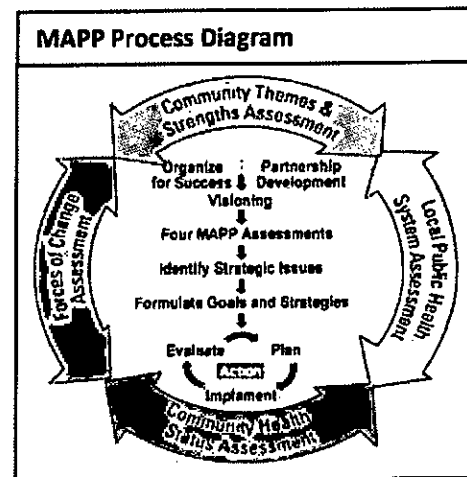 MAPP Process Diagram
Community Themes &
Strengths Assessment
Organize : Partnership
for Success Development
Visioning
Four MAPP Assessments
Identify Strategic Issues
Formulate Goals and Strategies
Evaluate Plan
Action
Implement
Forces of Change
Assessment
Local Public Health
System Assessment
Community Health
Status Assessment